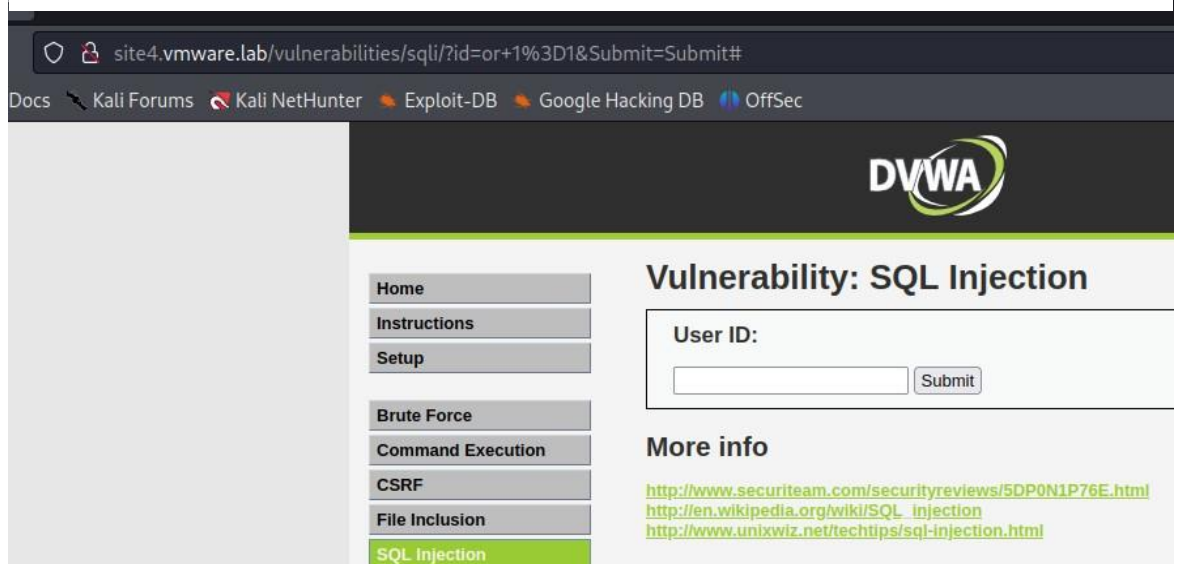 site4.vmware.lab/vulnerabilities/sqli/?id=or+1%3D1&Submit=Submit#
Docs Kali Forums Kali NetHunter Exploit-DB Google Hacking DB OffSec
DVWA
Home
Instructions
Setup
Brute Force
Command Execution
CSRF
File Inclusion
SQL Injection
Vulnerability: SQL Injection
User ID:
Submit
More info
http://www.securiteam.com/securityreviews/5DP0N1P76E.html
http://en.wikipedia.org/wiki/SQL_injection
http://www.unixwiz.net/techtips/sql-injection.html